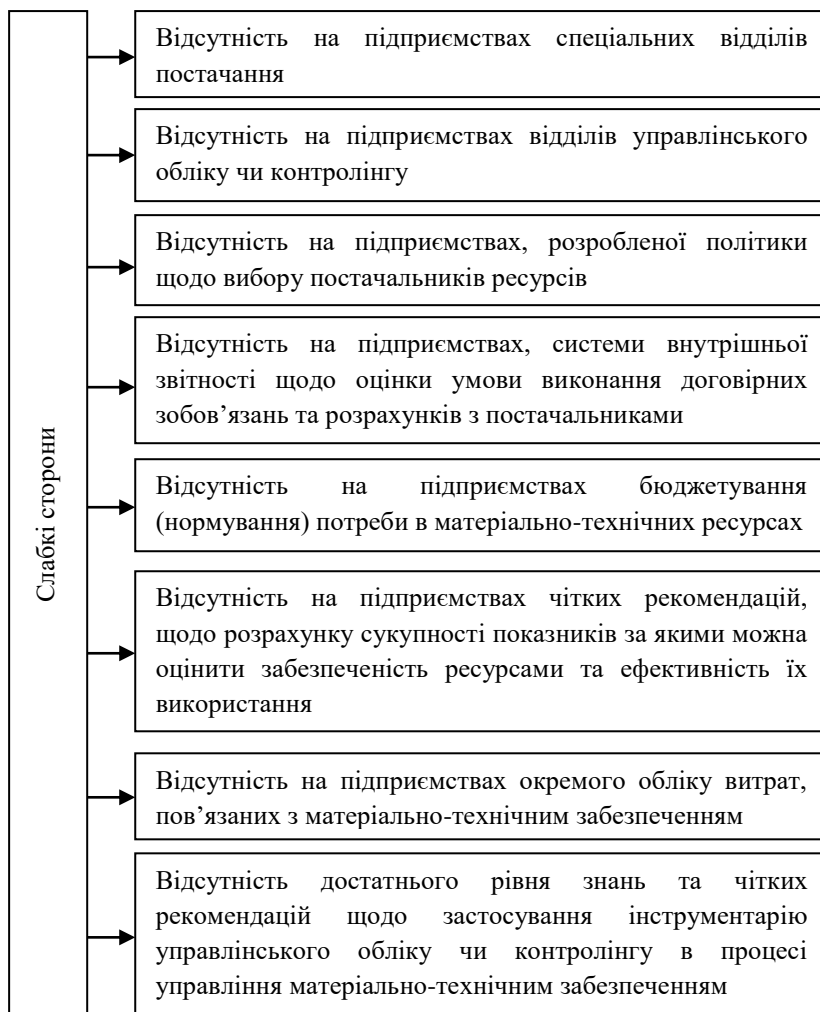 Слабкі сторони
Відсутність на підприємствах спеціальних відділів
постачання
Відсутність на підприємствах відділів управлінського
обліку чи контролінгу
Відсутність на підприємствах, розробленої політики
щодо вибору постачальників ресурсів
Відсутність на підприємствах, системи внутрішньої
звітності щодо оцінки умови виконання договірних
зобов’язань та розрахунків з постачальниками
Відсутність на підприємствах бюджетування
(нормування) потреби в матеріально-технічних ресурсах
Відсутність на підприємствах чітких рекомендацій,
щодо розрахунку сукупності показників за якими можна
оцінити забезпеченість ресурсами та ефективність їх
використання
Відсутність на підприємствах окремого обліку витрат,
пов’язаних з матеріально-технічним забезпеченням
Відсутність достатнього рівня знань та чітких
рекомендацій щодо застосування інструментарію
управлінського обліку чи контролінгу в процесі
управління матеріально-технічним забезпеченням